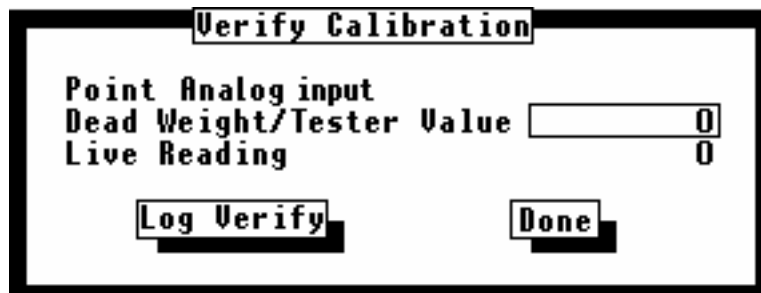 Verify Calibration
Point Analog input
Dead Weight/Tester Value 0
Live Reading 0
Log Verify Done